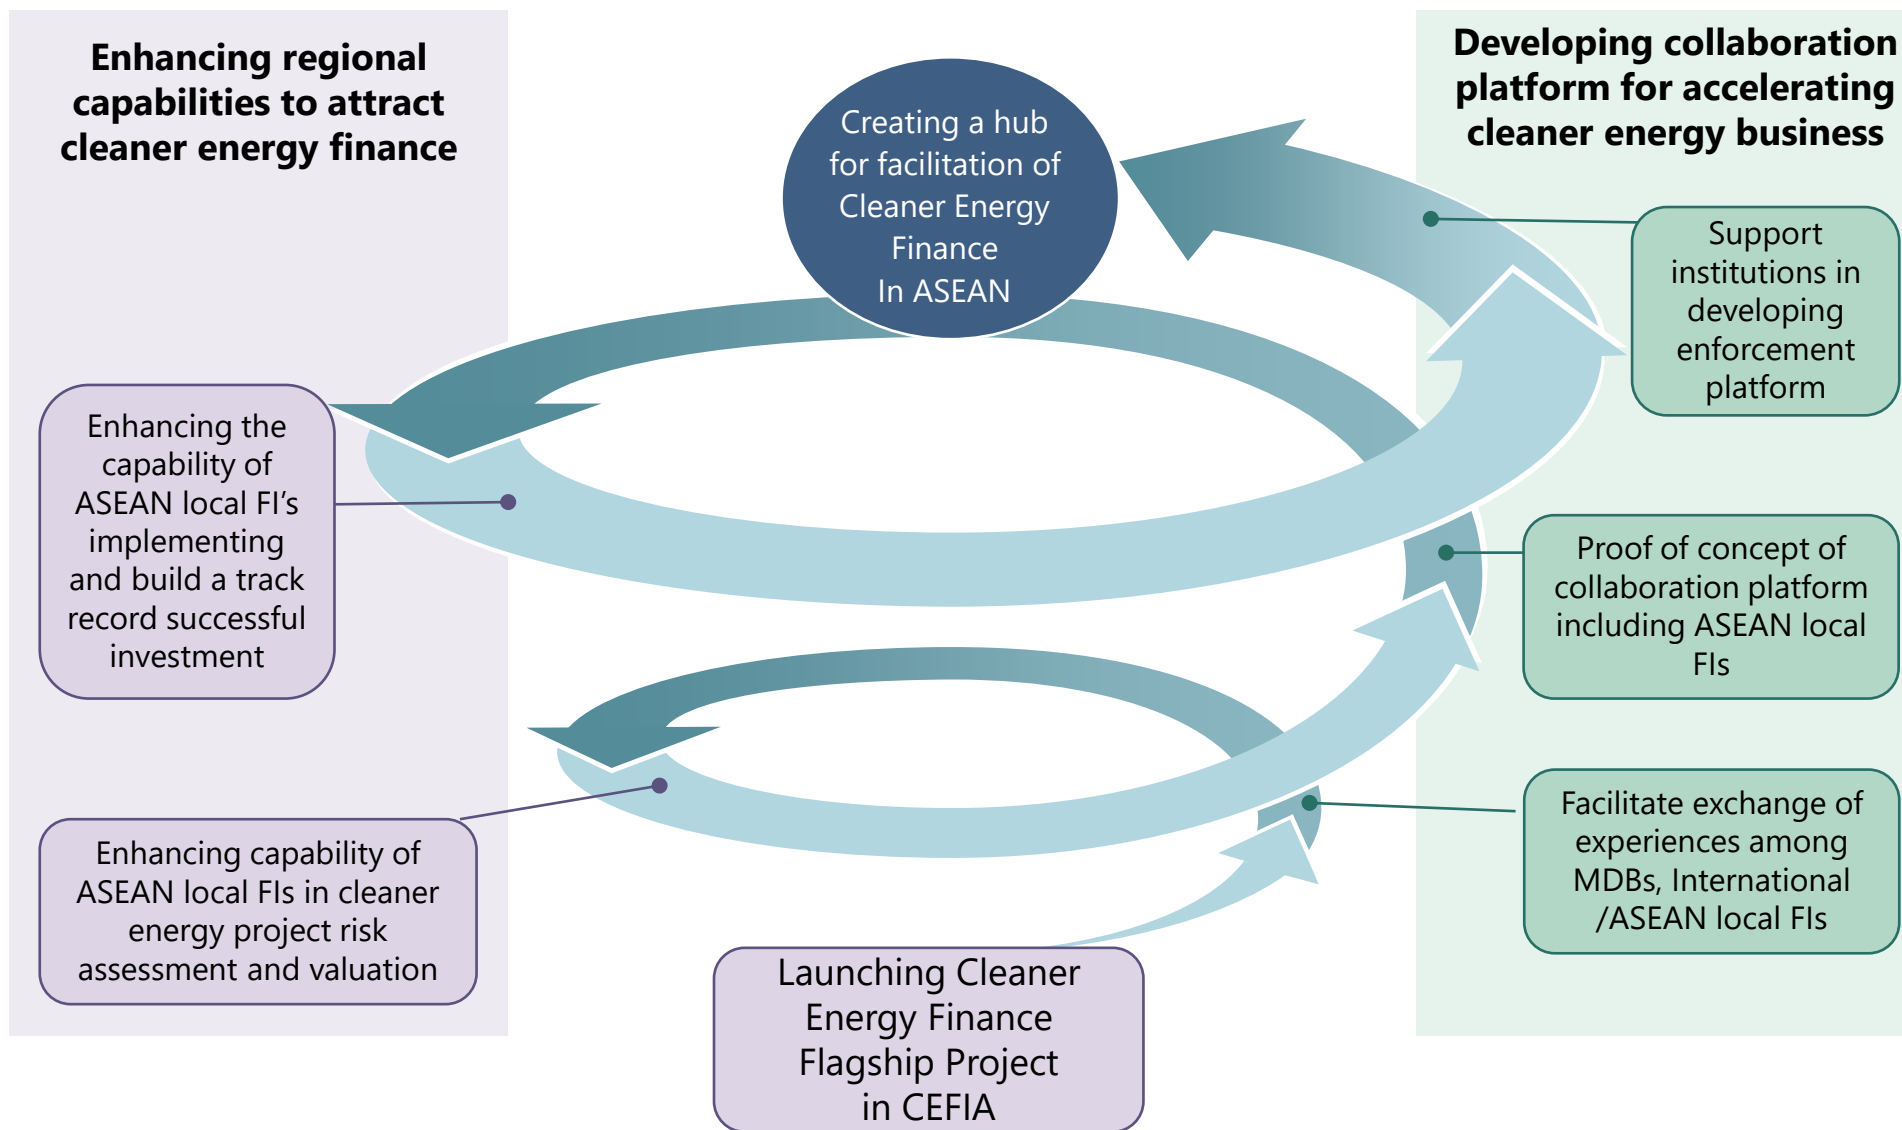 Enhancing regional
capabilities to attract
cleaner energy finance
Developing collaboration
platform for accelerating
cleaner energy business
Creating a hub
for facilitation of
Cleaner Energy
Finance
In ASEAN
Support
institutions in
developing
enforcement
platform
Enhancing the
capability of
ASEAN local FI's
implementing
and build a track
record successful
investment
Proof of concept of
collaboration platform
including ASEAN local
FIs
Enhancing capability of
ASEAN local FIs in cleaner
energy project risk
assessment and valuation
Facilitate exchange of
experiences among
MDBs, International
/ASEAN local FIs
Launching Cleaner
Energy Finance
Flagship Project
in CEFIA